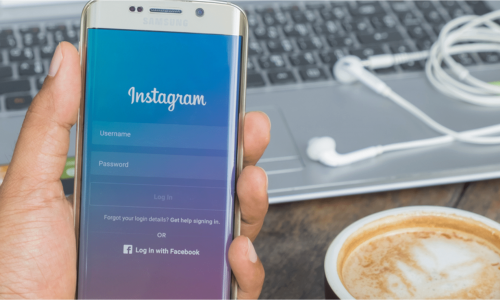 SAMSUNG
Instagram
Username
Password
Log in
Forgot your login details? Get help signing in.
OR
Log in with Facebook